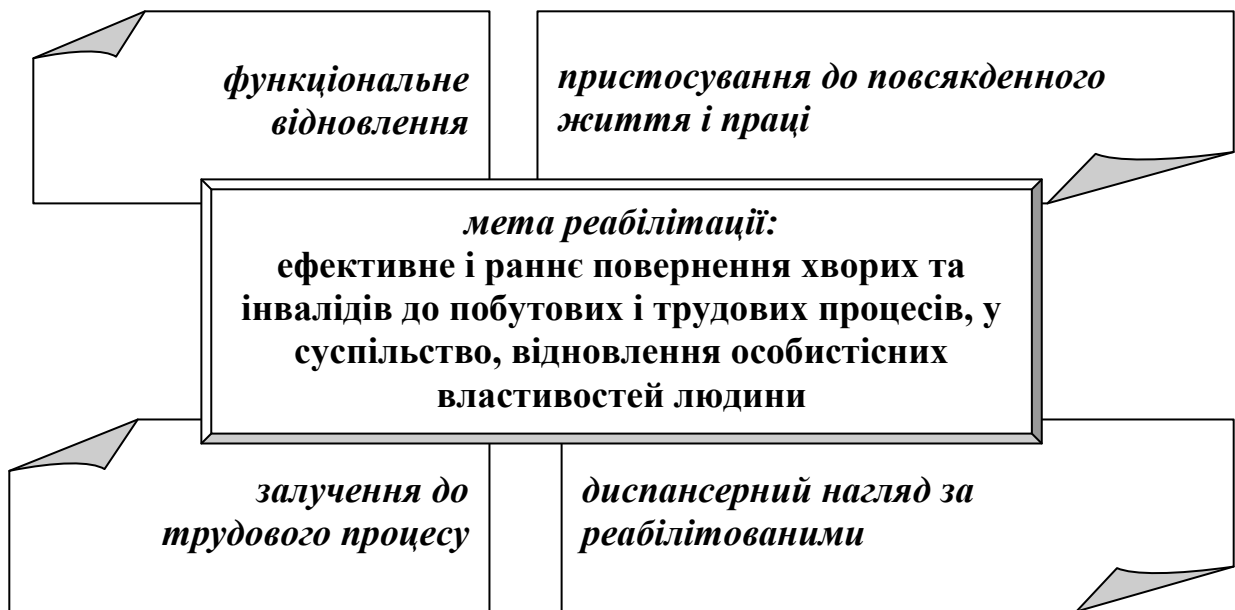 функціональне
відновлення
пристосування до повсякденного
життя і праці
мета реабілітації:
ефективне і раннє повернення хворих та
інвалідів до побутових і трудових процесів, у
суспільство, відновлення особистісних
властивостей людини
залучення до
трудового процесу
диспансерний нагляд за
реабілітованими